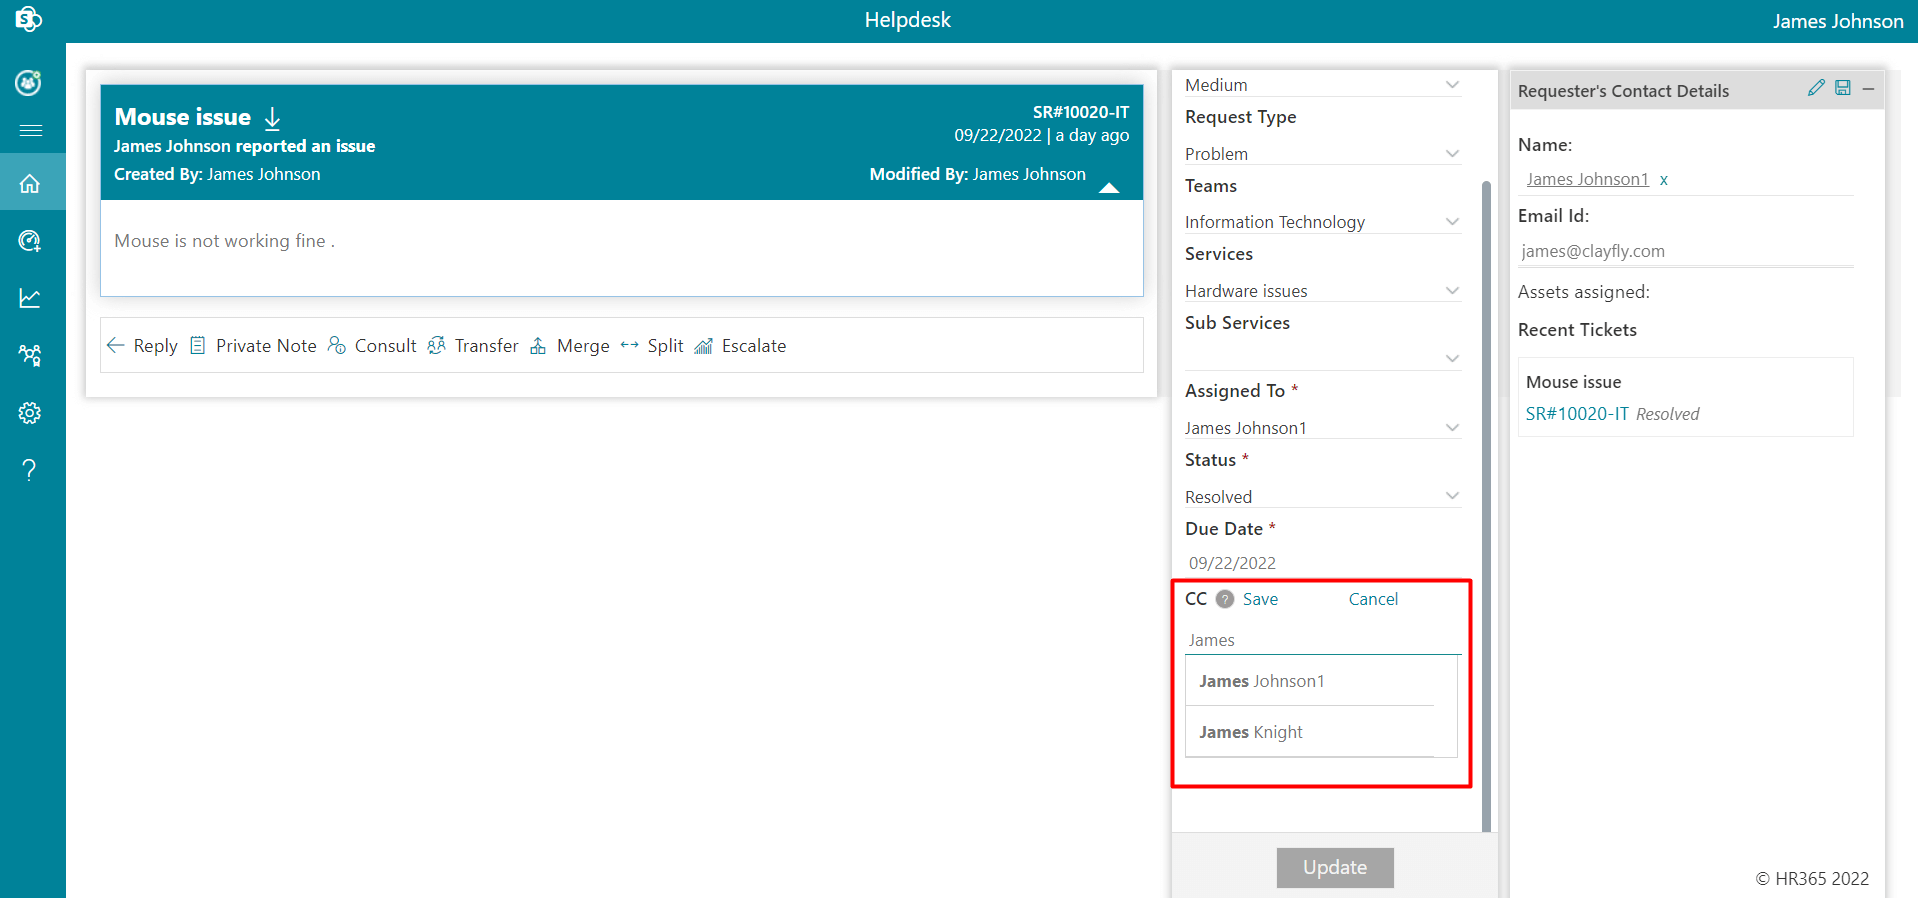 Helpdesk
James Johnson
Mouse issue
SR#10020-IT
James Johnson reported an issue
09/22/2022 | a day ago
Created By: James Johnson
Modified By: James Johnson
Mouse is not working fine .
Reply Private Note Consult Transfer Merge Split Escalate
Medium
Request Type
Problem
Teams
Information Technology
Services
Hardware issues
Sub Services
Assigned To *
James Johnson1
Status *
Resolved
Due Date *
09/22/2022
CC ? Save Cancel
James
James Johnson1
James Knight
Update
Requester's Contact Details
Name:
James Johnson1 x
Email Id:
james@clayfly.com
Assets assigned:
Recent Tickets
Mouse issue
SR#10020-IT Resolved
© HR365 2022